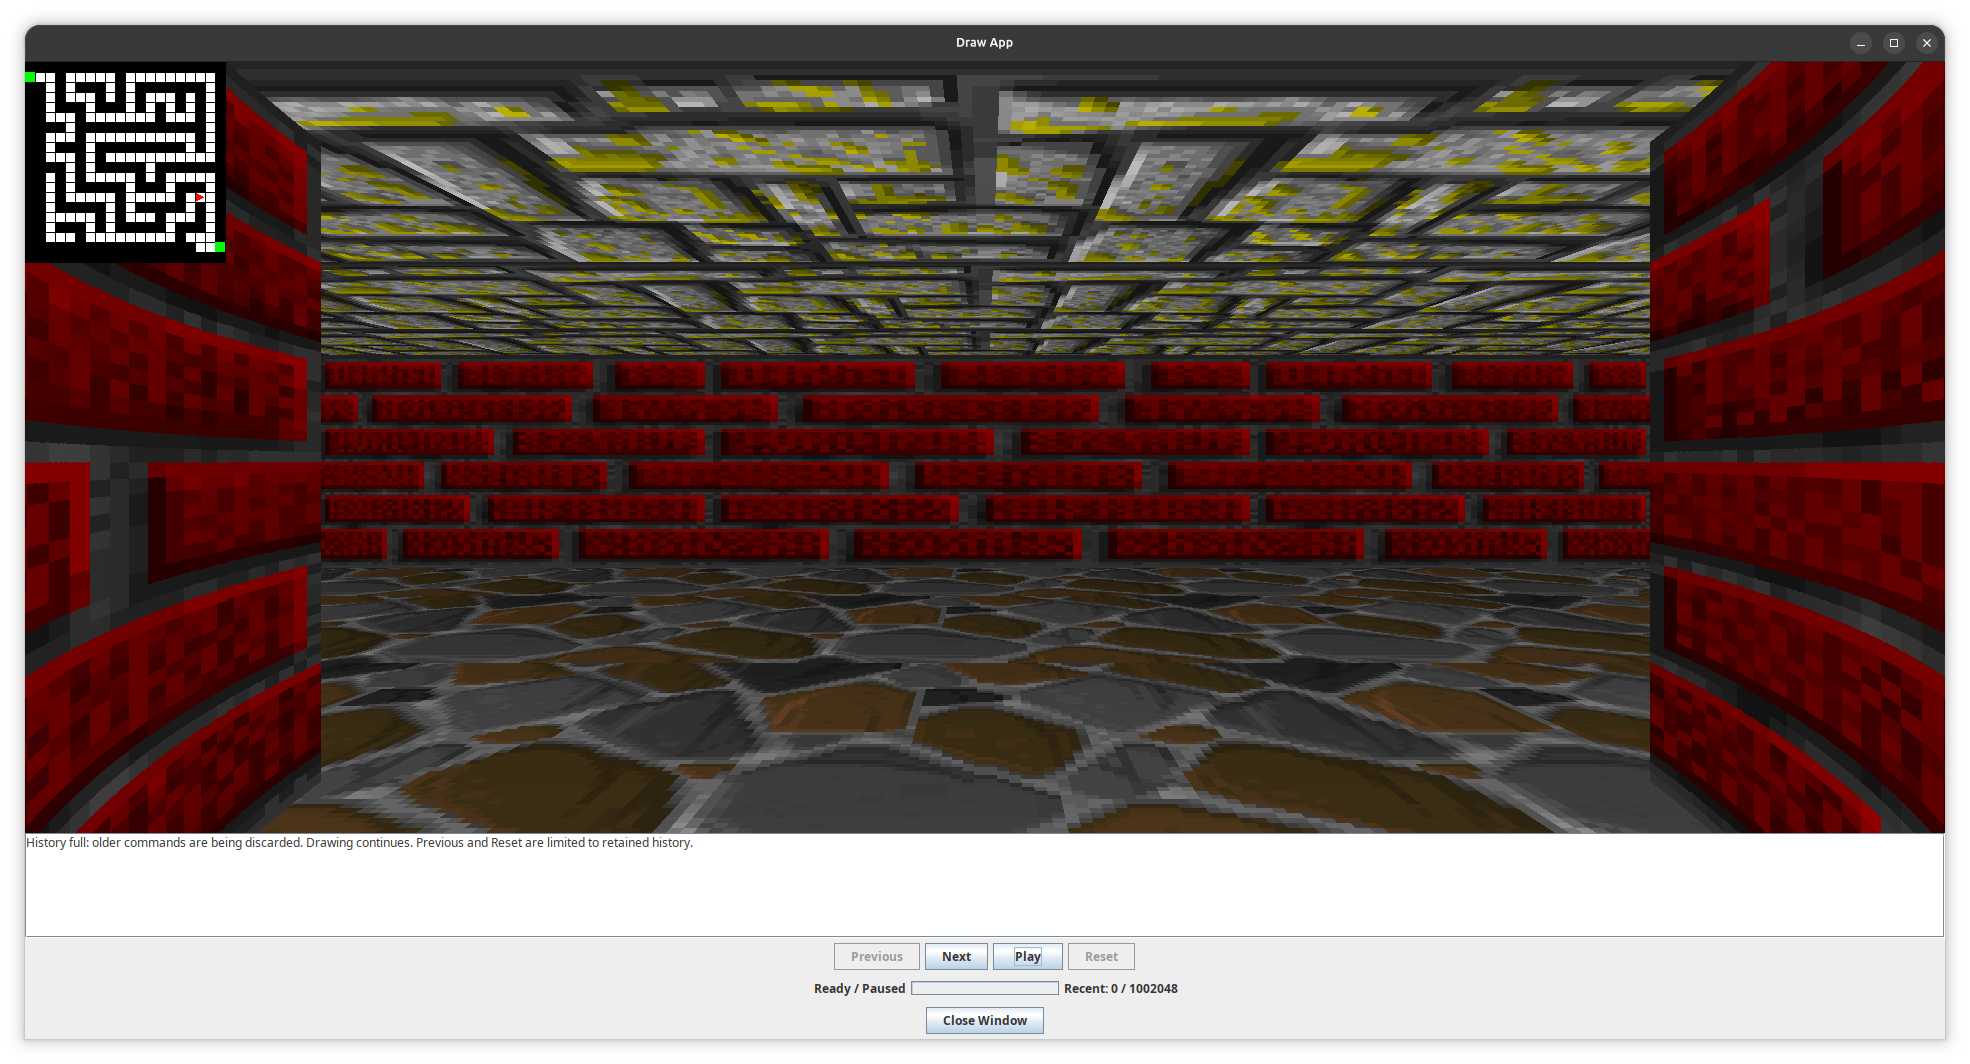 Draw App
History full: older commands are being discarded. Drawing continues. Previous and Reset are limited to retained history.
Previous Next Play Reset
Ready / Paused Recent: 0 / 1002048
Close Window